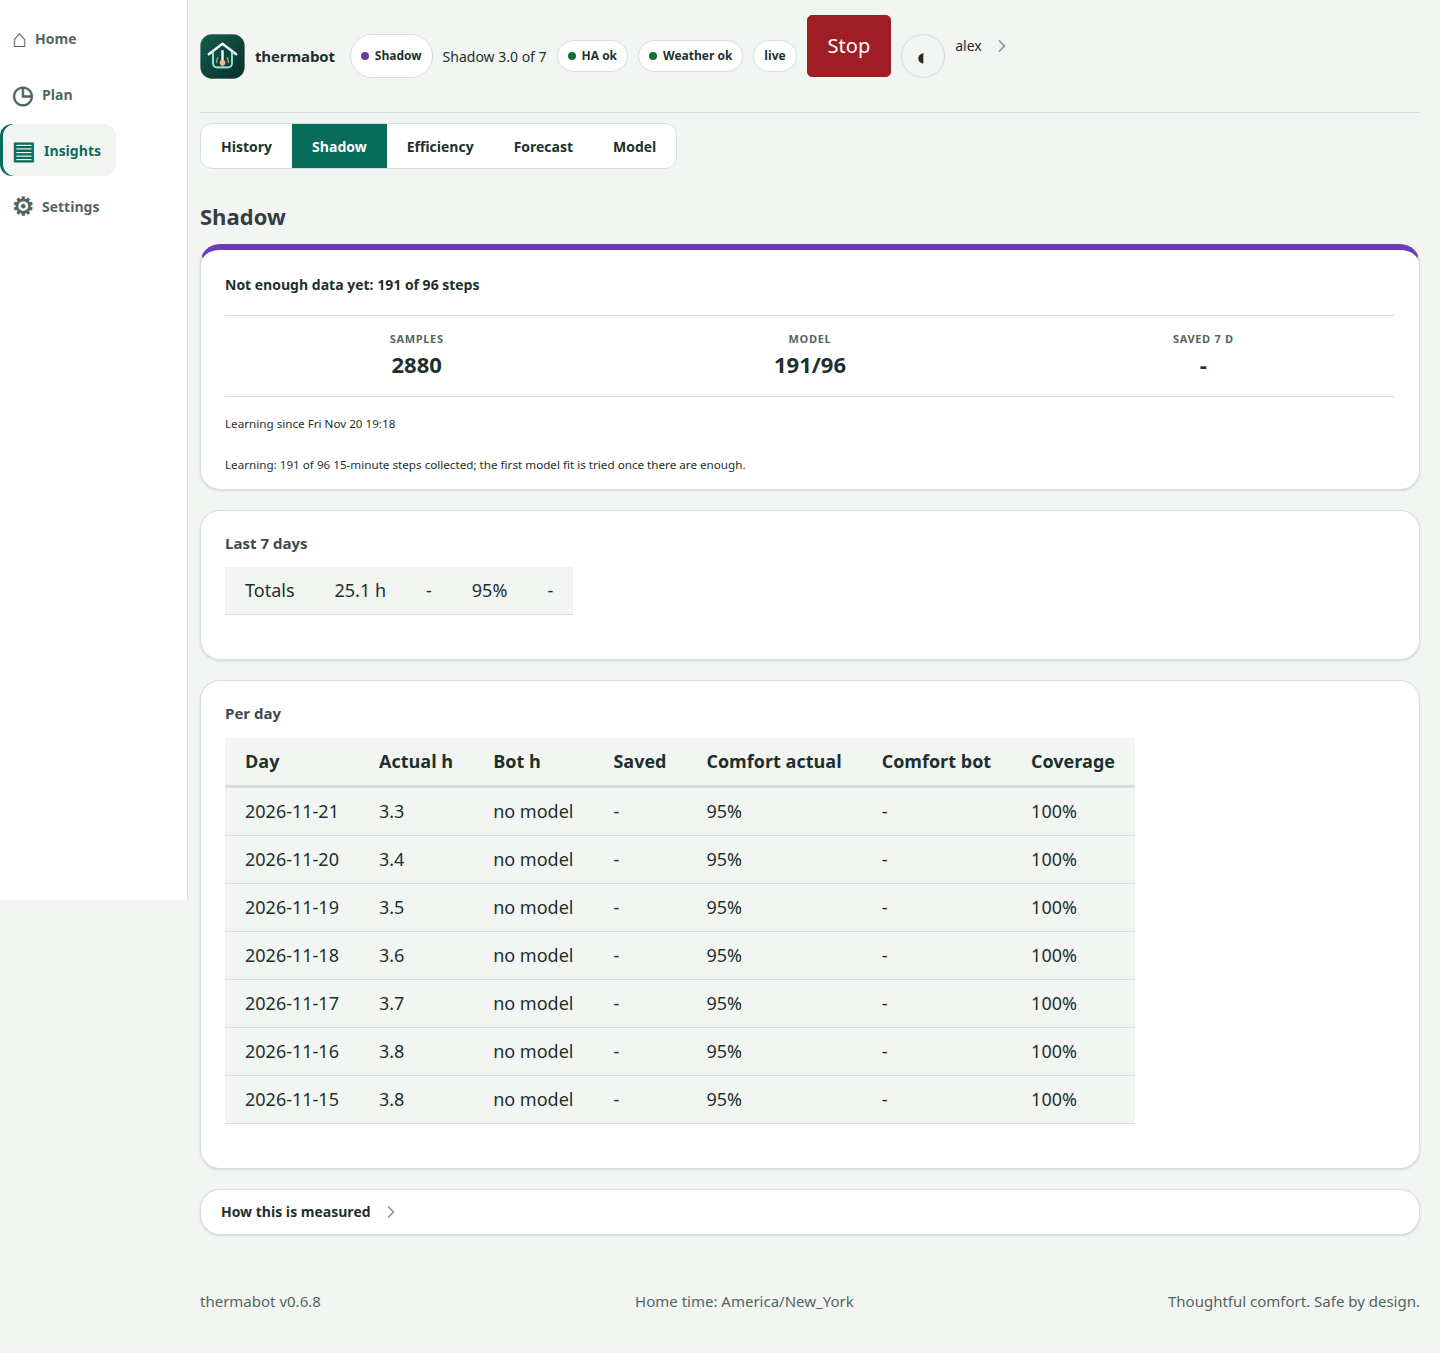 Home
Plan
Insights
Settings
thermabot Shadow Shadow 3.0 of 7 HA ok Weather ok live Stop alex
History Shadow Efficiency Forecast Model
Shadow
Not enough data yet: 191 of 96 steps
SAMPLES MODEL SAVED 7 D
2880 191/96 -
Learning since Fri Nov 20 19:18
Learning: 191 of 96 15-minute steps collected; the first model fit is tried once there are enough.
Last 7 days
Totals 25.1 h - 95% -
Per day
Day Actual h Bot h Saved Comfort actual Comfort bot Coverage
2026-11-21 3.3 no model - 95% - 100%
2026-11-20 3.4 no model - 95% - 100%
2026-11-19 3.5 no model - 95% - 100%
2026-11-18 3.6 no model - 95% - 100%
2026-11-17 3.7 no model - 95% - 100%
2026-11-16 3.8 no model - 95% - 100%
2026-11-15 3.8 no model - 95% - 100%
How this is measured
thermabot v0.6.8 Home time: America/New_York Thoughtful comfort. Safe by design.